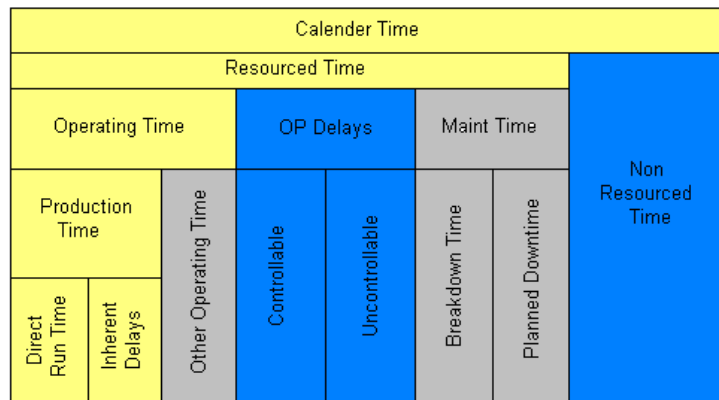 Calender Time
Resourced Time
Operating Time
OP Delays
Maint Time
Non
Resourced
Time
Production
Time
Other Operating Time
Controllable
Uncontrollable
Breakdown Time
Planned Downtime
Direct
Run Time
Inherent
Delays